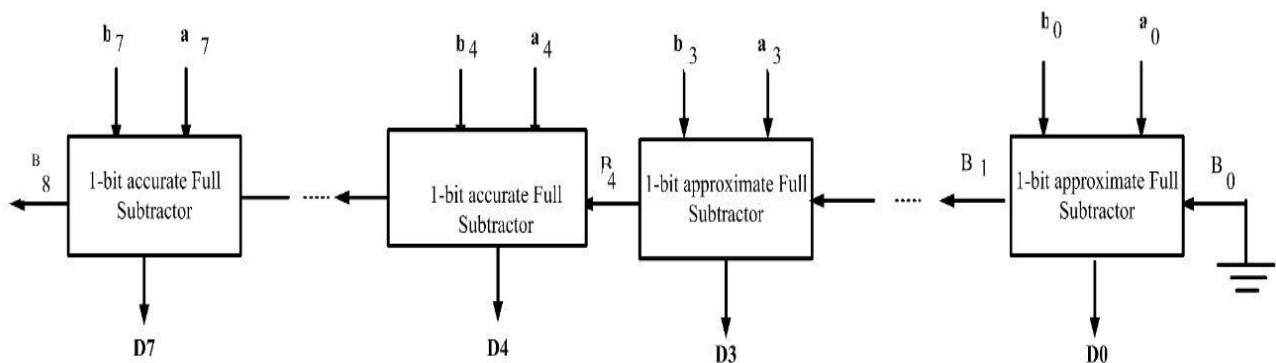 b7 a7 b4 a4 b3 a3 b0 a0
B8 1-bit accurate Full Subtractor
1-bit accurate Full Subtractor
B4 1-bit approximate Full Subtractor
B1 1-bit approximate Full Subtractor
B0
D7 D4 D3 D0